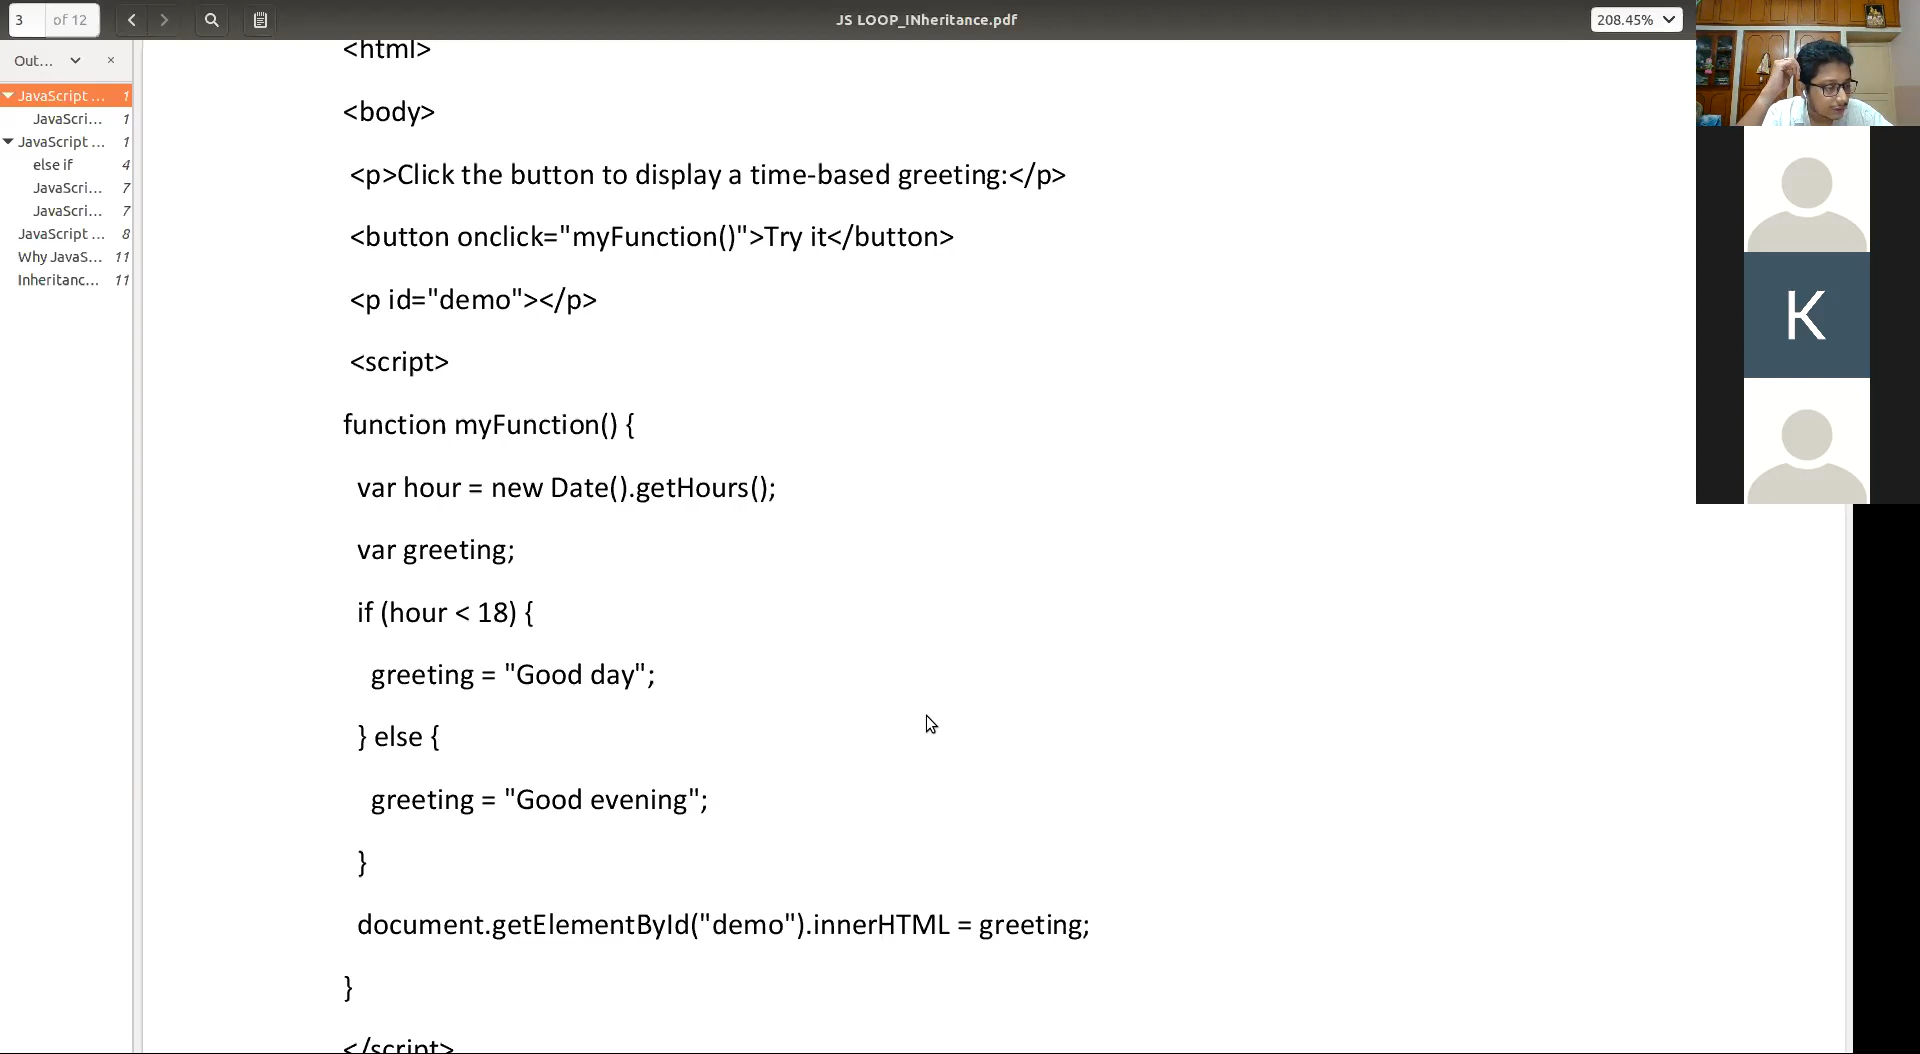 3 of 12
JS LOOP_INheritance.pdf
208.45%
Out...
JavaScript ... 1
JavaScri... 1
JavaScript ... 1
else if 4
JavaScri... 7
JavaScri... 7
JavaScript ... 8
Why JavaS... 11
Inheritanc... 11
<html>
<body>
<p>Click the button to display a time-based greeting:</p>
<button onclick="myFunction()">Try it</button>
<p id="demo"></p>
<script>
function myFunction() {
var hour = new Date().getHours();
var greeting;
if (hour < 18) {
greeting = "Good day";
} else {
greeting = "Good evening";
}
document.getElementById("demo").innerHTML = greeting;
}
</script>
K